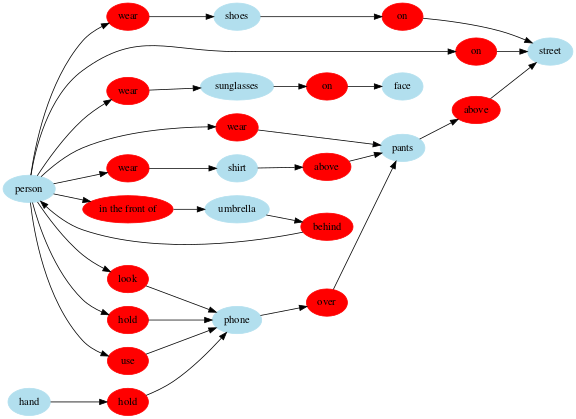 wear shoes on
on street
wear sunglasses on face
above
wear
pants
wear shirt above
person
in the front of umbrella
behind
look
over
hold phone
use
hand hold